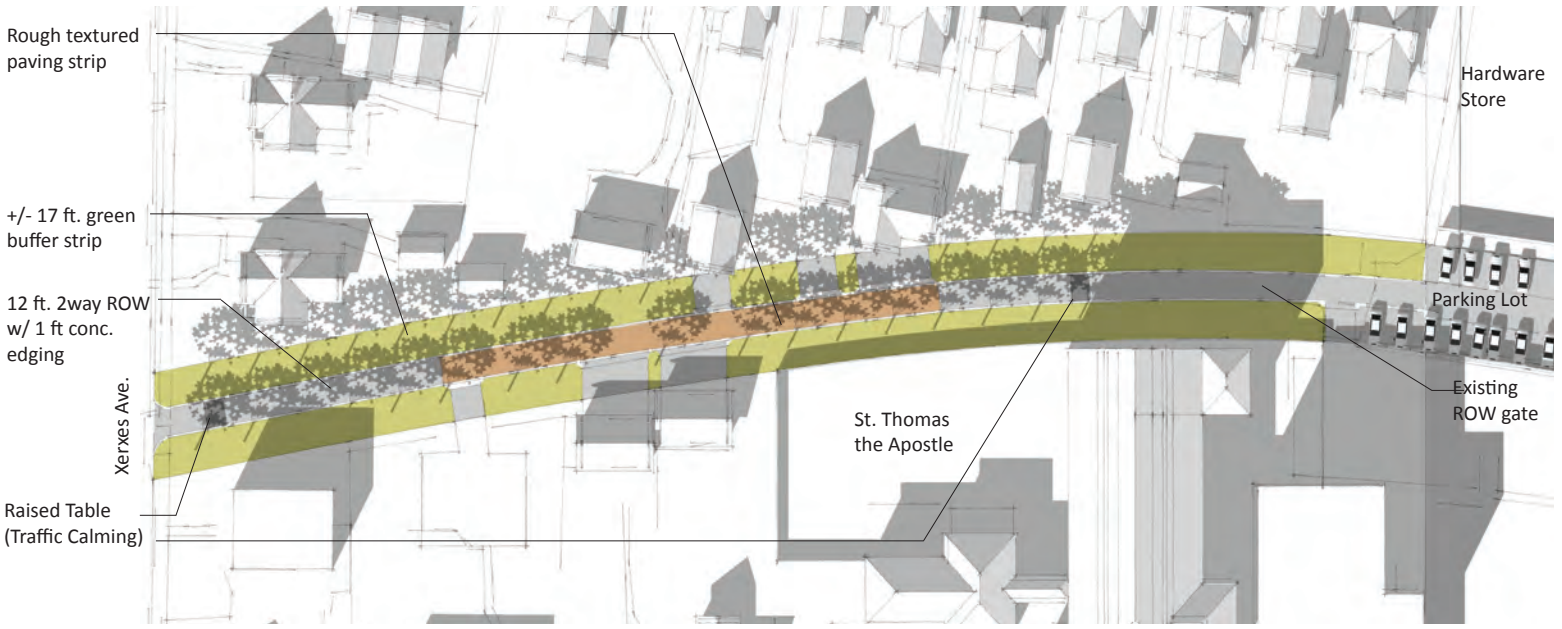 Rough textured
paving strip
+/- 17 ft. green
buffer strip
12 ft. 2way ROW
w/ 1 ft conc.
edging
Xerxes Ave.
Raised Table
(Traffic Calming)
St. Thomas
the Apostle
Hardware
Store
Parking Lot
Existing
ROW gate